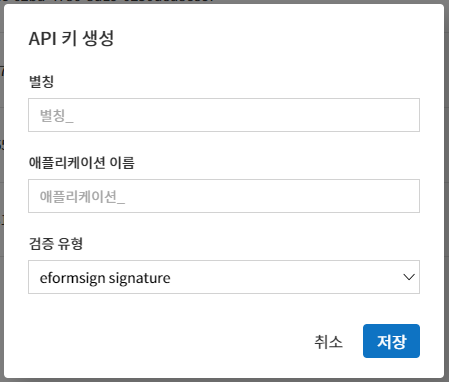 API 키 생성
별칭
별칭_
애플리케이션 이름
애플리케이션_
검증 유형
eformsign signature
취소
저장